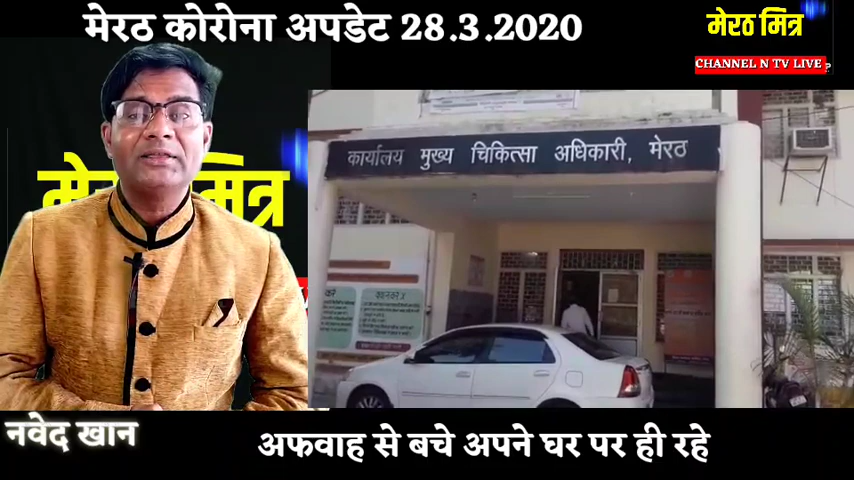 मेरठ कोरोना अपडेट 28.3.2020
मेरठ मित्र
CHANNEL N TV LIVE
कार्यालय मुख्य चिकित्सा अधिकारी, मेरठ
नवेद खान
अफवाह से बचे अपने घर पर ही रहे